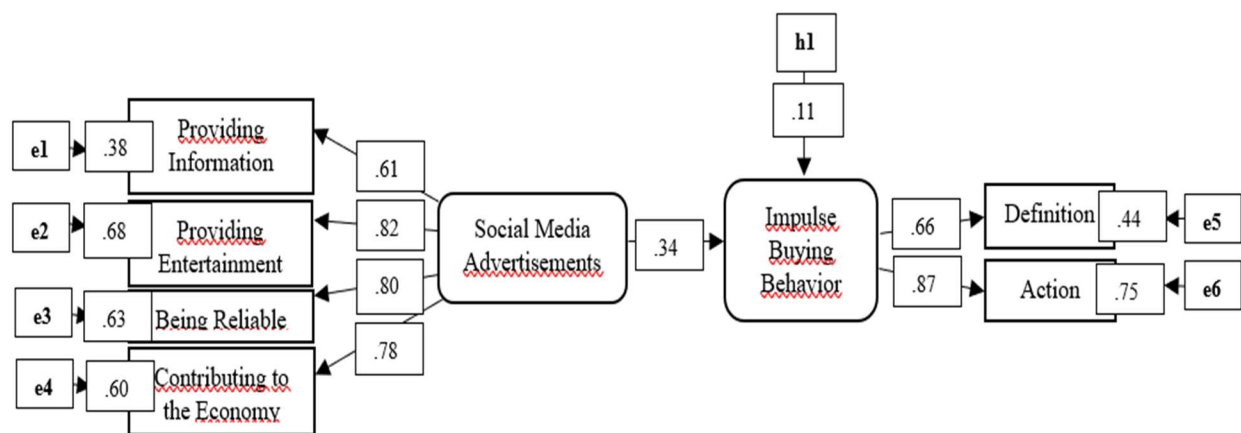 h1
.11
e1
.38
Providing
Information
.61
e2
.68
Providing
Entertainment
.82
e3
.63
Being Reliable
.80
e4
.60
Contributing to
the Economy
.78
Social Media
Advertisements
.34
Impulse
Buying
Behavior
.66
Definition
.44
e5
.87
Action
.75
e6